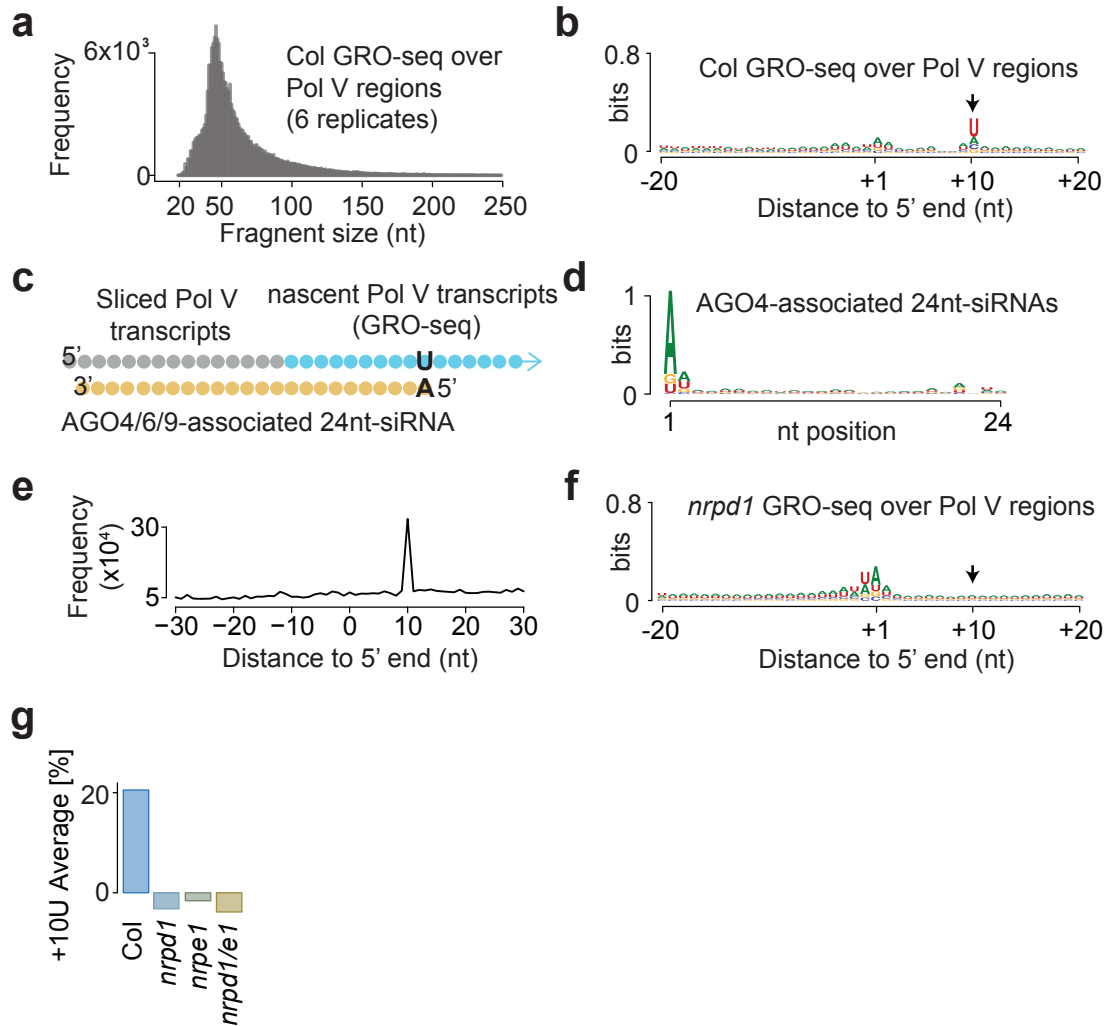 a
6x10³
0
Frequency
Col GRO-seq over
Pol V regions
(6 replicates)
20 50 100 150 200 250
Fragnent size (nt)
b
0.8
0
bits
Col GRO-seq over Pol V regions
U
-20 +1 +10 +20
Distance to 5’ end (nt)
c
Sliced Pol V
transcripts
nascent Pol V transcripts
(GRO-seq)
5’ U
3’ A 5’
AGO4/6/9-associated 24nt-siRNA
d
1
0
bits
AGO4-associated 24nt-siRNAs
A
1 24
nt position
e
30
5
Frequency
(x10⁴)
−30 −20 −10 0 10 20 30
Distance to 5’ end (nt)
f
0.8
0
bits
nrpd1 GRO-seq over Pol V regions
U A
-20 +1 +10 +20
Distance to 5’ end (nt)
g
+10U Average [%]
20
0
Col
nrpd1
nrpe1
nrpd1/e1